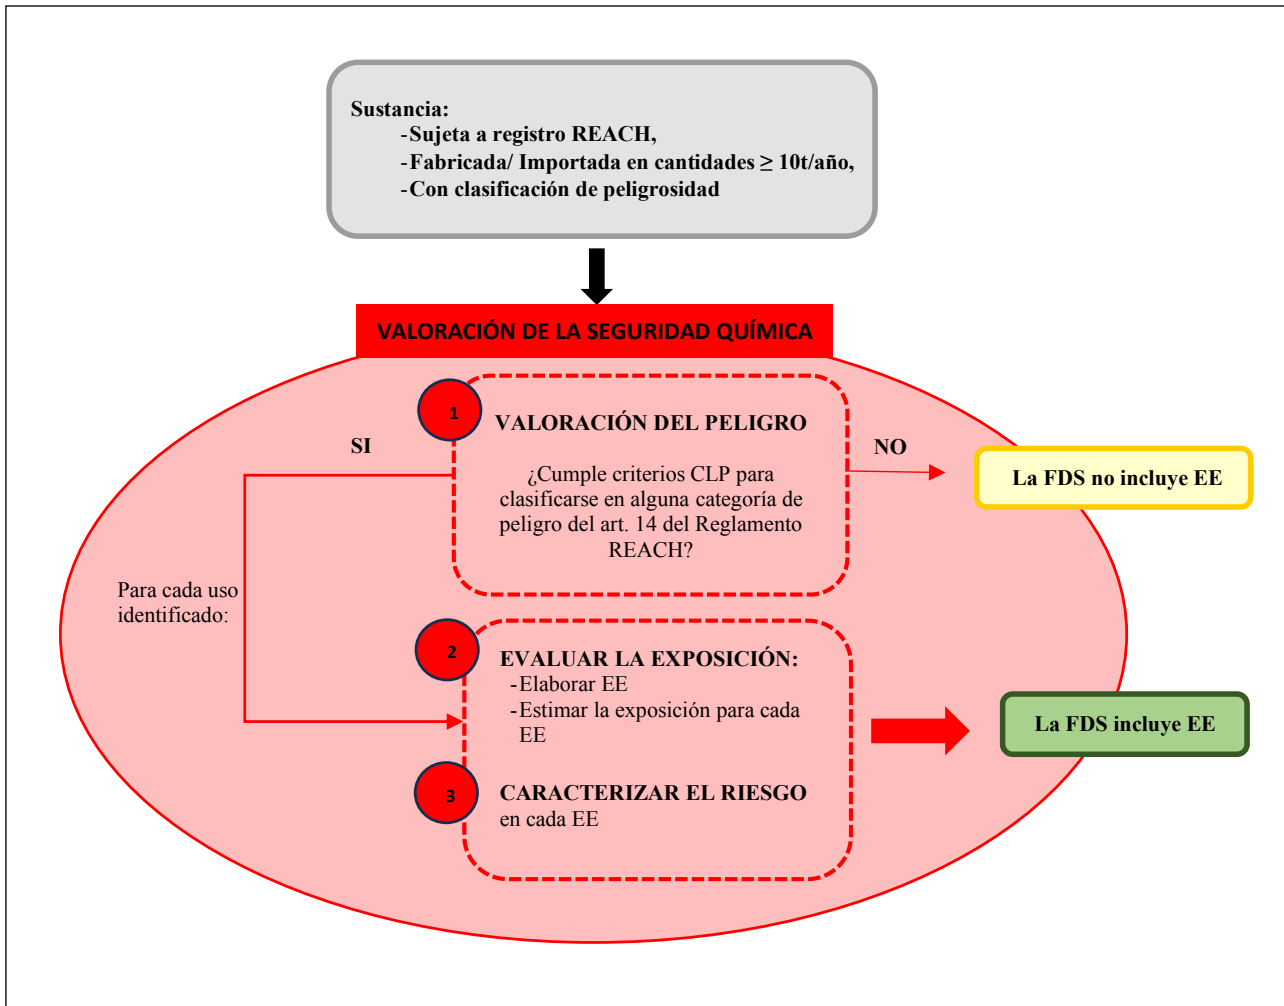 Sustancia:
-Sujeta a registro REACH,
-Fabricada/ Importada en cantidades ≥ 10t/año,
-Con clasificación de peligrosidad
VALORACIÓN DE LA SEGURIDAD QUÍMICA
1
VALORACIÓN DEL PELIGRO
SI
NO
¿Cumple criterios CLP para
clasificarse en alguna categoría de
peligro del art. 14 del Reglamento
REACH?
La FDS no incluye EE
Para cada uso
identificado:
2
EVALUAR LA EXPOSICIÓN:
-Elaborar EE
-Estimar la exposición para cada
EE
La FDS incluye EE
3
CARACTERIZAR EL RIESGO
en cada EE